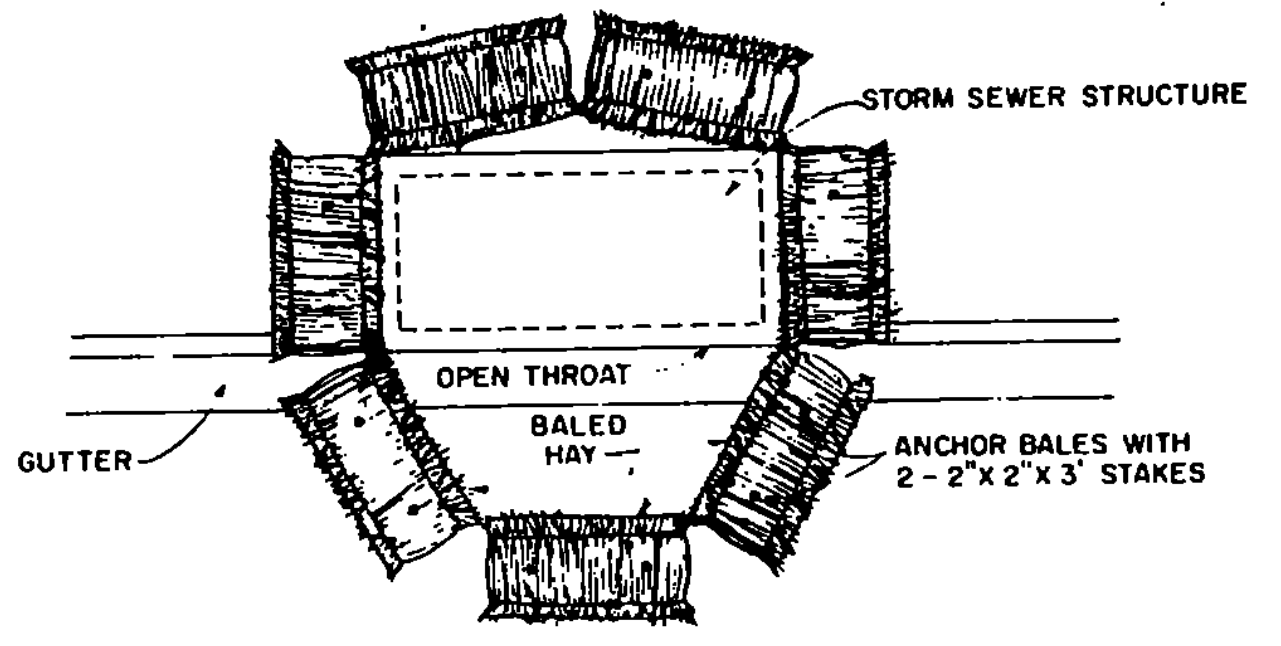 STORM SEWER STRUCTURE
OPEN THROAT
BALED
HAY
GUTTER
ANCHOR BALES WITH
2-2"X 2"X 3' STAKES